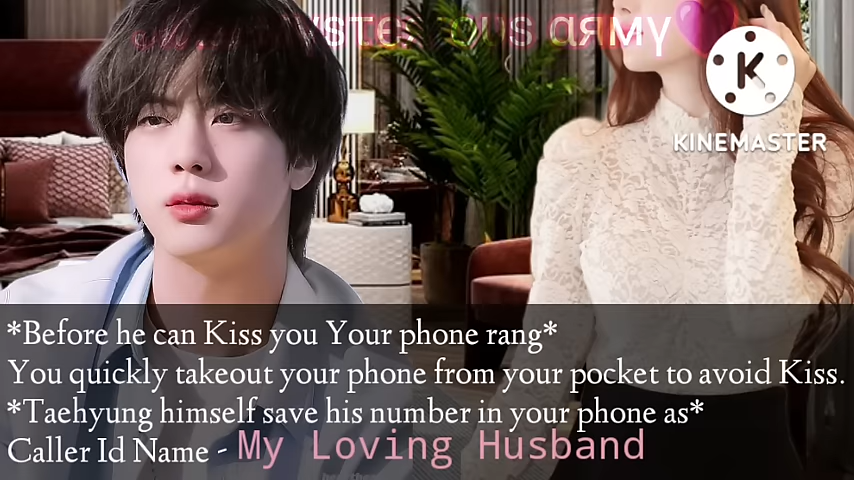 ARMY
KINEMASTER
*Before he can Kiss you Your phone rang*
You quickly takeout your phone from your pocket to avoid Kiss.
*Taehyung himself save his number in your phone as*
Caller Id Name - My Loving Husband